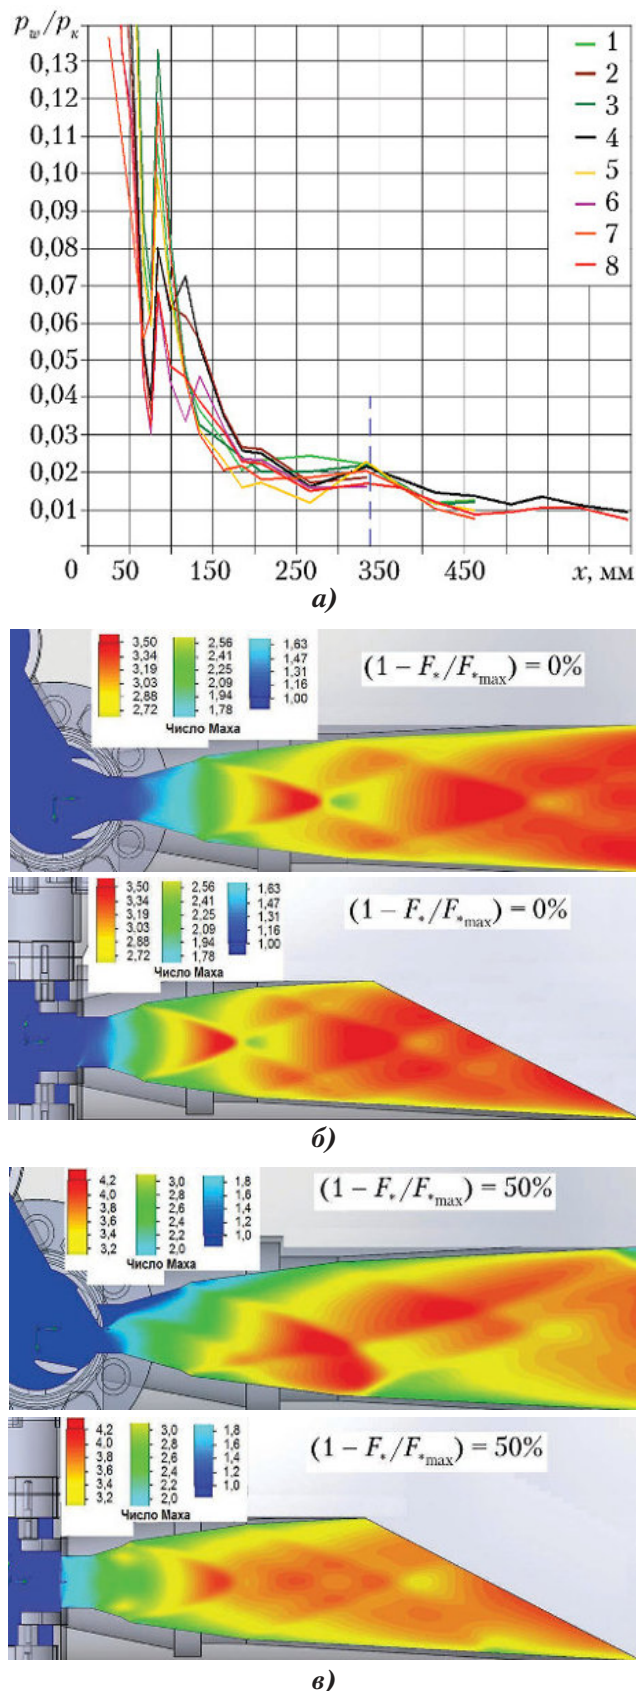 p_w/p_к
0,13
0,12
0,11
0,10
0,09
0,08
0,07
0,06
0,05
0,04
0,03
0,02
0,01
1
2
3
4
5
6
7
8
0 50 150 250 350 450 x, мм
а)
3,50 2,56 1,63
3,34 2,41 1,47
3,19 2,25 1,31
3,03 2,09 1,16
2,88 1,94 1,00
2,72 1,78
Число Маха
(1 − F_*/F_*max) = 0%
3,50 2,56 1,63
3,34 2,41 1,47
3,19 2,25 1,31
3,03 2,09 1,16
2,88 1,94 1,00
2,72 1,78
Число Маха
(1 − F_*/F_*max) = 0%
б)
4,2 3,0 1,8
4,0 2,8 1,6
3,8 2,6 1,4
3,6 2,4 1,2
3,4 2,2 1,0
3,2 2,0
Число Маха
(1 − F_*/F_*max) = 50%
4,2 3,0 1,8
4,0 2,8 1,6
3,8 2,6 1,4
3,6 2,4 1,2
3,4 2,2 1,0
3,2 2,0
Число Маха
(1 − F_*/F_*max) = 50%
в)